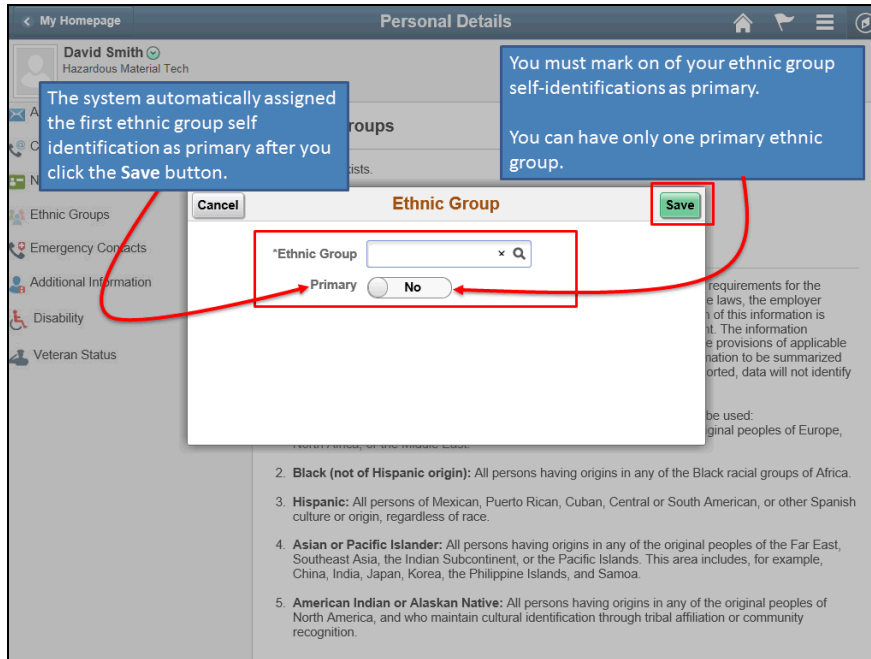 My Homepage
Personal Details
David Smith
Hazardous Material Tech
The system automatically assigned
the first ethnic group self
identification as primary after you
click the Save button.
You must mark on of your ethnic group
self-identifications as primary.
You can have only one primary ethnic
group.
A
C
N
roups
ists.
Ethnic Groups
Emergency Contacts
Additional Information
Disability
Veteran Status
Cancel
Ethnic Group
Save
*Ethnic Group
Primary
No
requirements for the
e laws, the employer
n of this information is
nt. The information
e provisions of applicable
mation to be summarized
orted, data will not identify
be used:
ginal peoples of Europe,
North Africa, or the Middle East.
2. Black (not of Hispanic origin): All persons having origins in any of the Black racial groups of Africa.
3. Hispanic: All persons of Mexican, Puerto Rican, Cuban, Central or South American, or other Spanish
culture or origin, regardless of race.
4. Asian or Pacific Islander: All persons having origins in any of the original peoples of the Far East,
Southeast Asia, the Indian Subcontinent, or the Pacific Islands. This area includes, for example,
China, India, Japan, Korea, the Philippine Islands, and Samoa.
5. American Indian or Alaskan Native: All persons having origins in any of the original peoples of
North America, and who maintain cultural identification through tribal affiliation or community
recognition.